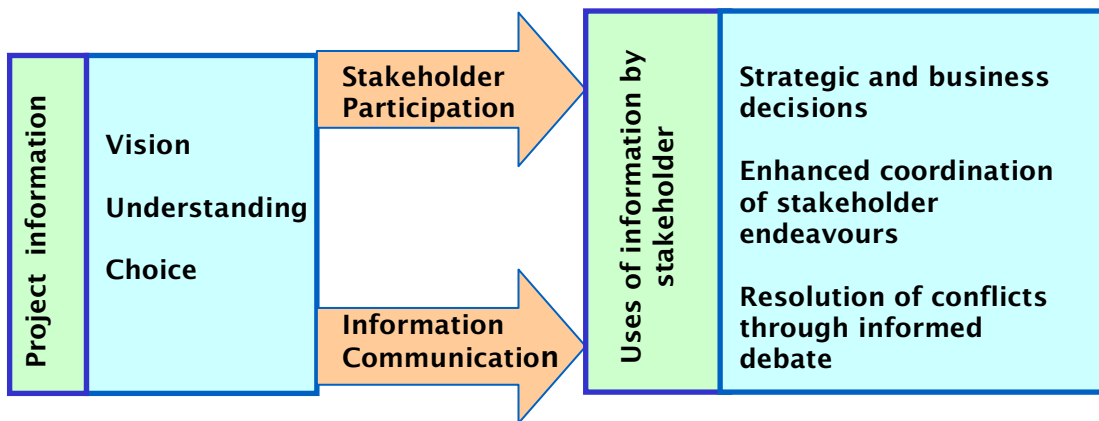 Project information
Vision
Understanding
Choice
Stakeholder
Participation
Information
Communication
Uses of information by
stakeholder
Strategic and business
decisions
Enhanced coordination
of stakeholder
endeavours
Resolution of conflicts
through informed
debate